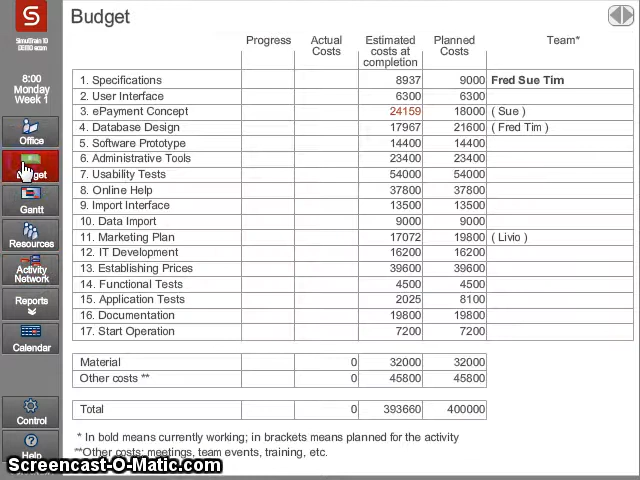 Budget
SimulTrain 10
DEMO ecom
8:00
Monday
Week 1
Office
Budget
Gantt
Resources
Activity
Network
Reports
Calendar
Control
Help
Progress Actual Costs Estimated costs at completion Planned Costs Team*
1. Specifications 8937 9000 Fred Sue Tim
2. User Interface 6300 6300
3. ePayment Concept 24159 18000 ( Sue )
4. Database Design 17967 21600 ( Fred Tim )
5. Software Prototype 14400 14400
6. Administrative Tools 23400 23400
7. Usability Tests 54000 54000
8. Online Help 37800 37800
9. Import Interface 13500 13500
10. Data Import 9000 9000
11. Marketing Plan 17072 19800 ( Livio )
12. IT Development 16200 16200
13. Establishing Prices 39600 39600
14. Functional Tests 4500 4500
15. Application Tests 2025 8100
16. Documentation 19800 19800
17. Start Operation 7200 7200
Material 0 32000 32000
Other costs ** 0 45800 45800
Total 0 393660 400000
* In bold means currently working; in brackets means planned for the activity
**Other costs: meetings, team events, training, etc.
Screencast-O-Matic.com